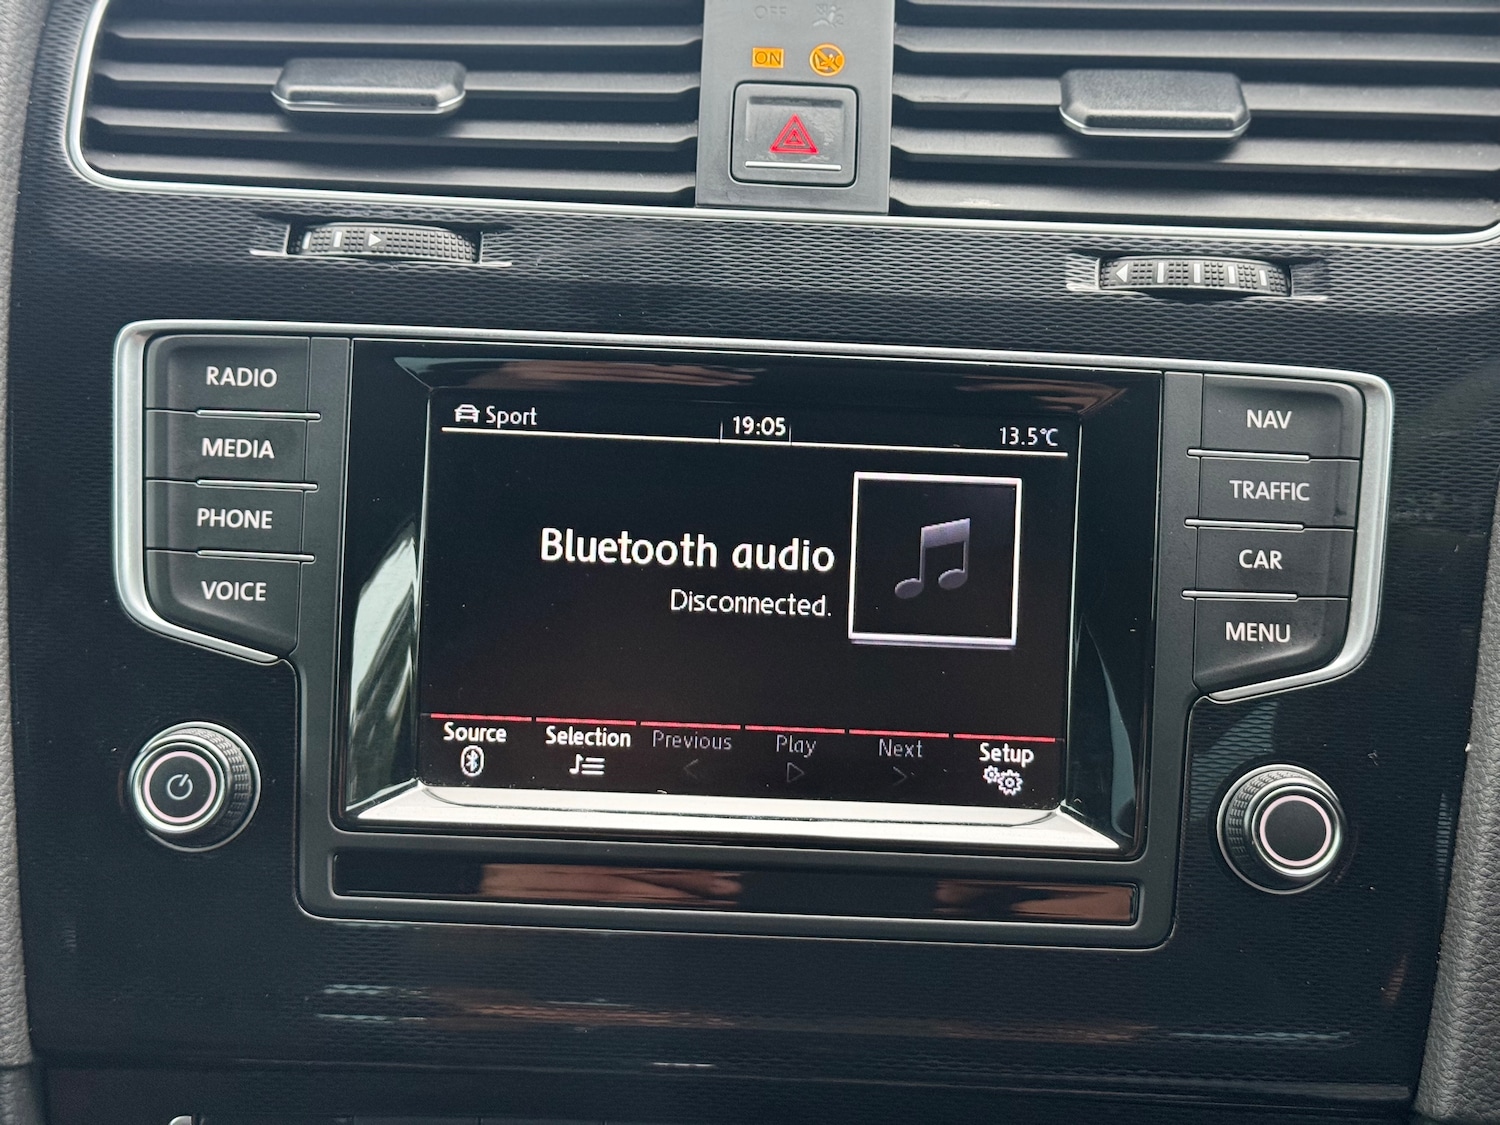 OFF
ON
RADIO
MEDIA
PHONE
VOICE
Sport
19:05
13.5°C
Bluetooth audio
Disconnected.
Source
Selection
Previous
Play
Next
Setup
NAV
TRAFFIC
CAR
MENU